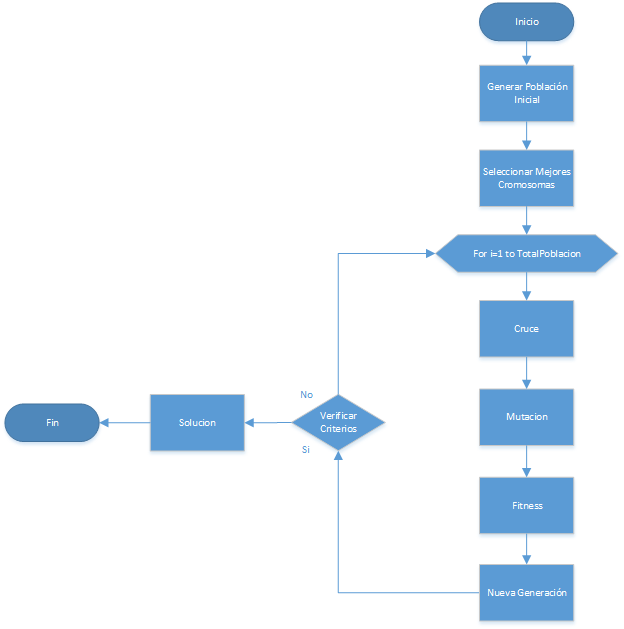 Inicio
Generar Población
Inicial
Seleccionar Mejores
Cromosomas
For i=1 to TotalPoblacion
Cruce
Mutacion
Fitness
Nueva Generación
No
Verificar
Criterios
Si
Solucion
Fin